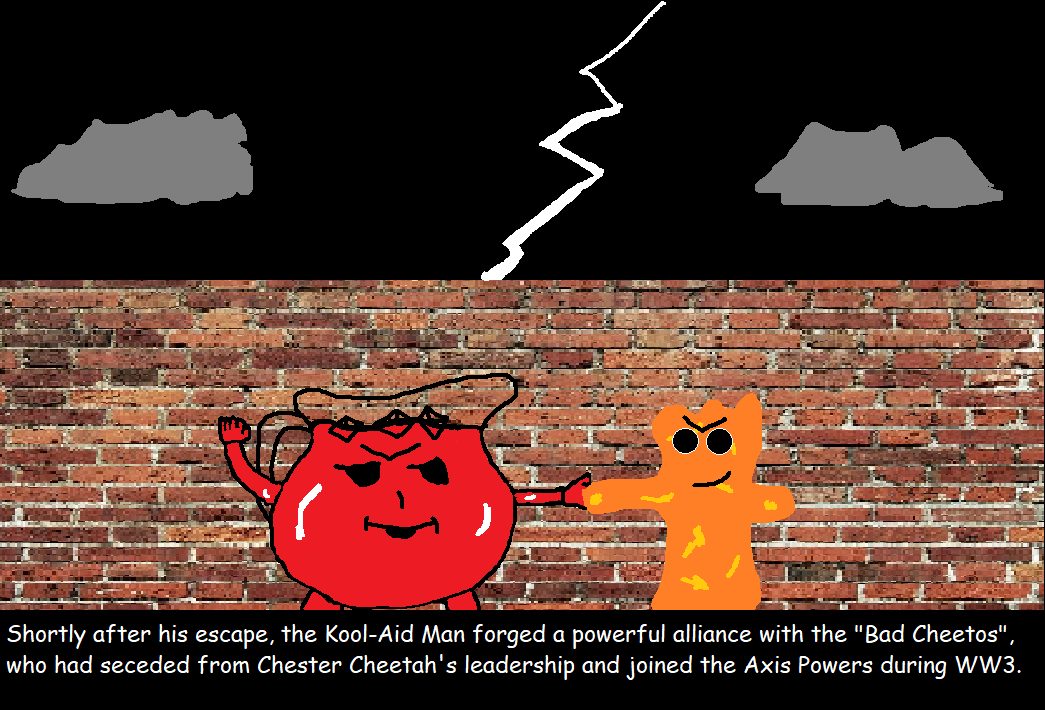 Shortly after his escape, the Kool-Aid Man forged a powerful alliance with the "Bad Cheetos",
who had seceded from Chester Cheetah's leadership and joined the Axis Powers during WW3.